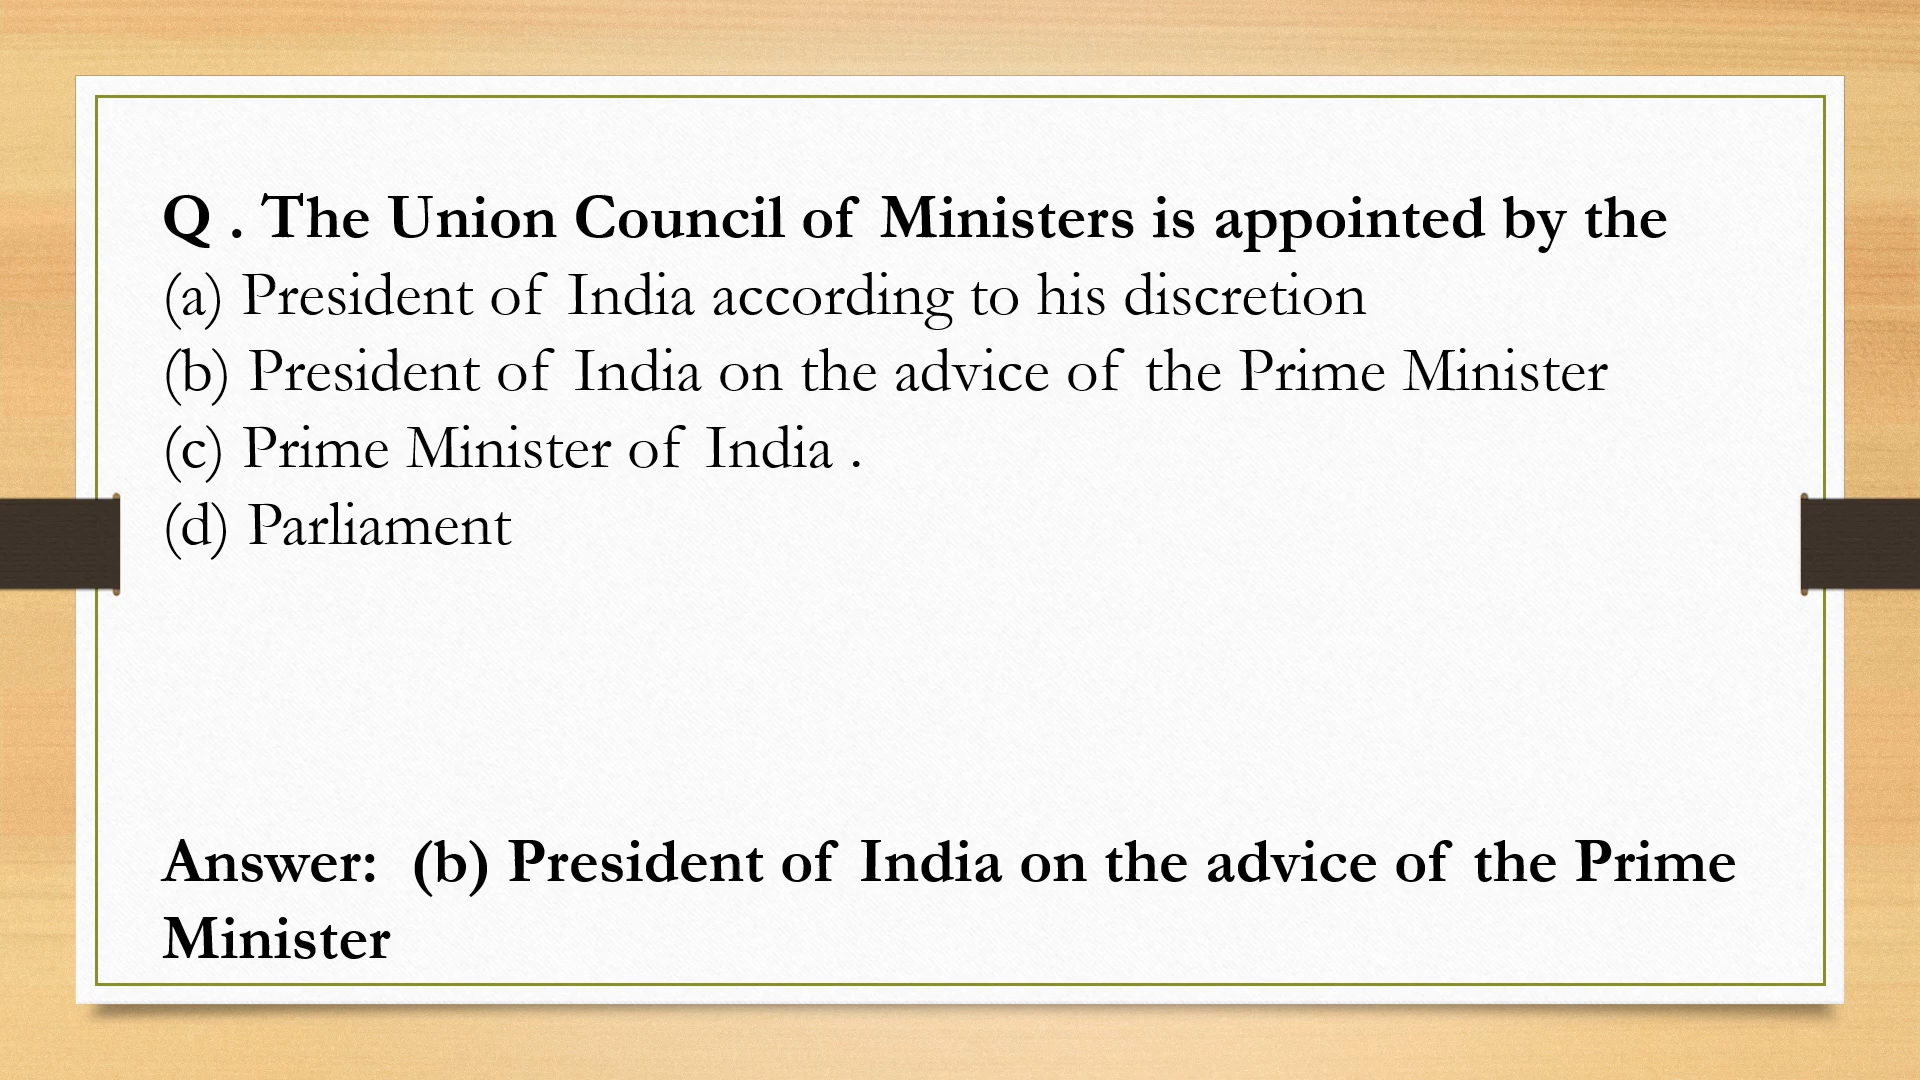 Q . The Union Council of Ministers is appointed by the
(a) President of India according to his discretion
(b) President of India on the advice of the Prime Minister
(c) Prime Minister of India .
(d) Parliament
Answer: (b) President of India on the advice of the Prime
Minister